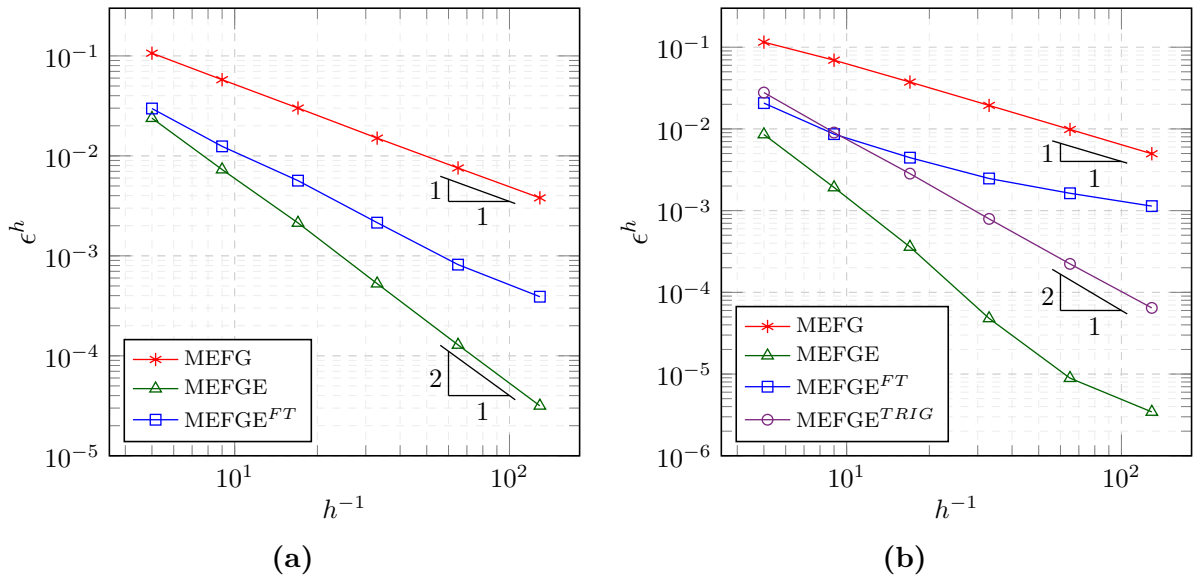 10^{-1}
10^{-2}
10^{-3}
10^{-4}
10^{-5}
ϵ^h
1
1
2
1
MEFG
MEFGE
MEFGE^{FT}
10^1
10^2
h^{-1}
(a)
10^{-1}
10^{-2}
10^{-3}
10^{-4}
10^{-5}
10^{-6}
ϵ^h
1
1
2
1
MEFG
MEFGE
MEFGE^{FT}
MEFGE^{TRIG}
10^1
10^2
h^{-1}
(b)